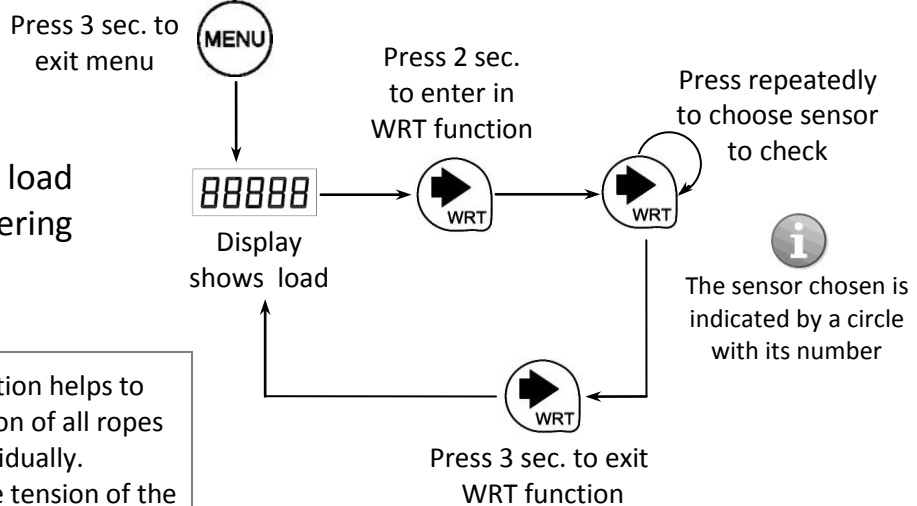 Press 3 sec. to
exit menu
MENU
Press 2 sec.
to enter in
WRT function
Press repeatedly
to choose sensor
to check
load
ering
88888
WRT
WRT
Display
shows load
The sensor chosen is
indicated by a circle
with its number
tion helps to
on of all ropes
idually.
e tension of the
WRT
Press 3 sec. to exit
WRT function